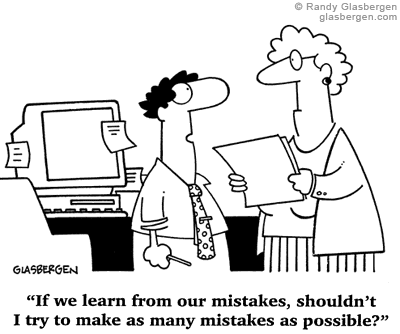 © Randy Glasbergen
glasbergen.com
GLASBERGEN
“If we learn from our mistakes, shouldn’t
I try to make as many mistakes as possible?”